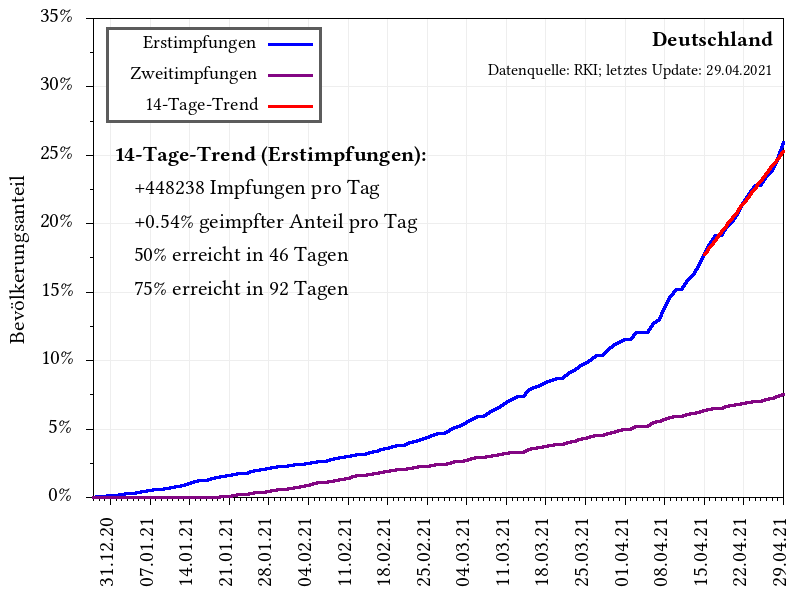 Deutschland
Datenquelle: RKI; letztes Update: 29.04.2021
Erstimpfungen
Zweitimpfungen
14-Tage-Trend
14-Tage-Trend (Erstimpfungen):
+448238 Impfungen pro Tag
+0.54% geimpfter Anteil pro Tag
50% erreicht in 46 Tagen
75% erreicht in 92 Tagen
Bevölkerungsanteil
35%
30%
25%
20%
15%
10%
5%
0%
31.12.20
07.01.21
14.01.21
21.01.21
28.01.21
04.02.21
11.02.21
18.02.21
25.02.21
04.03.21
11.03.21
18.03.21
25.03.21
01.04.21
08.04.21
15.04.21
22.04.21
29.04.21